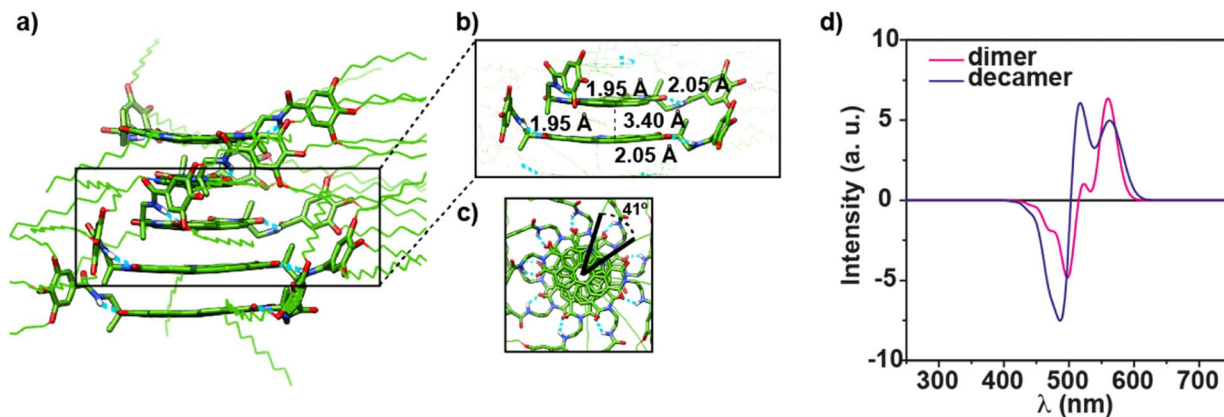 a)
b)
1.95 Å
2.05 Å
3.40 Å
1.95 Å
2.05 Å
c)
41º
d)
10
5
0
-5
-10
Intensity (a. u.)
dimer
decamer
300
400
500
600
700
λ (nm)